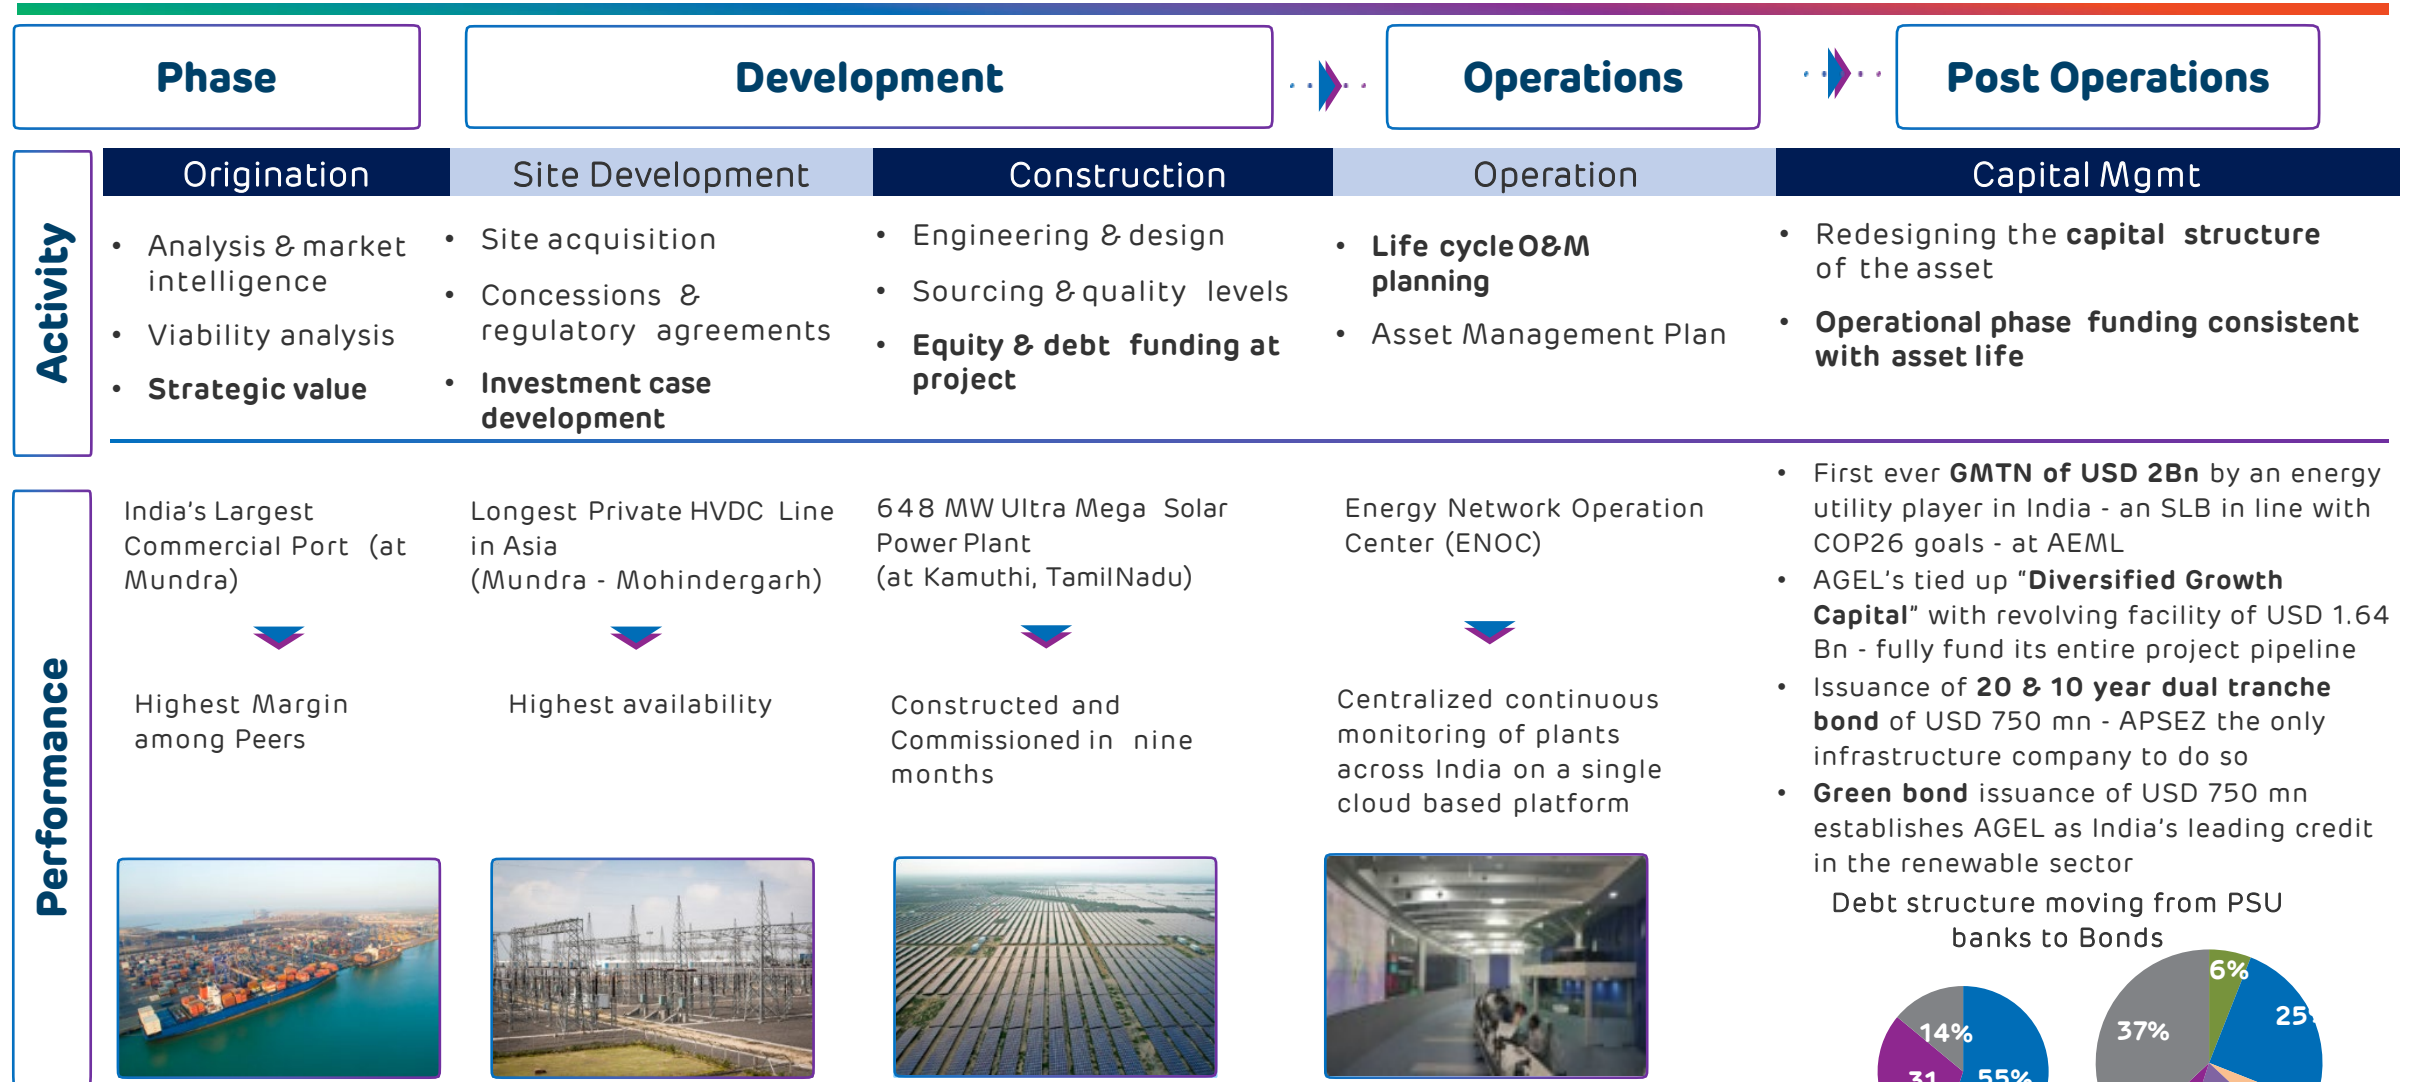 Phase
Development
Operations
Post Operations
Activity
Origination
Site Development
Construction
Operation
Capital Mgmt
• Analysis & market
intelligence
• Viability analysis
• Strategic value
• Site acquisition
• Concessions &
regulatory agreements
• Investment case
development
• Engineering & design
• Sourcing & quality levels
• Equity & debt funding at
project
• Life cycle O&M
planning
• Asset Management Plan
• Redesigning the capital structure
of the asset
• Operational phase funding consistent
with asset life
Performance
India's Largest
Commercial Port (at
Mundra)
Highest Margin
among Peers
Longest Private HVDC Line
in Asia
(Mundra - Mohindergarh)
Highest availability
648 MW Ultra Mega Solar
Power Plant
(at Kamuthi, TamilNadu)
Constructed and
Commissioned in nine
months
Energy Network Operation
Center (ENOC)
Centralized continuous
monitoring of plants
across India on a single
cloud based platform
• First ever GMTN of USD 2Bn by an energy
utility player in India - an SLB in line with
COP26 goals - at AEML
• AGEL's tied up "Diversified Growth
Capital" with revolving facility of USD 1.64
Bn - fully fund its entire project pipeline
• Issuance of 20 & 10 year dual tranche
bond of USD 750 mn - APSEZ the only
infrastructure company to do so
• Green bond issuance of USD 750 mn
establishes AGEL as India's leading credit
in the renewable sector
Debt structure moving from PSU
banks to Bonds
14%
31
55%
6%
25
37%